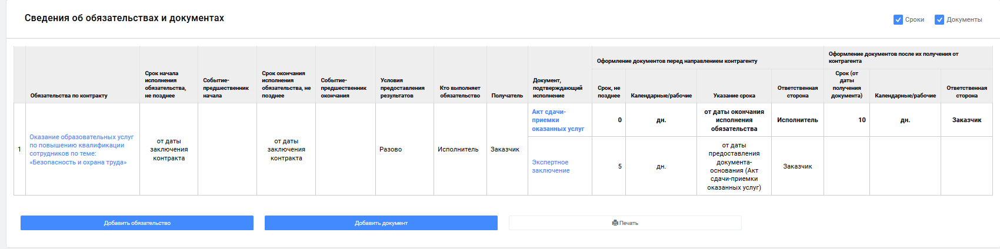 Сведения об обязательствах и документах
Сроки
Документы
Обязательства по контракту
Срок начала
исполнения
обязательства,
не позднее
Событие-
предшественник
начала
Срок окончания
исполнения
обязательства, не
позднее
Событие-
предшественник
окончания
Условия
предоставления
результатов
Кто выполняет
обязательство
Получатель
Документ,
подтверждающий
исполнение
Оформление документов перед направлением контрагенту
Срок, не
позднее
Календарные/рабочие
Указание срока
Ответственная
сторона
Оформление документов после их получения от
контрагента
Срок (от
даты
получения
документа)
Календарные/рабочие
Ответственная
сторона
1
Оказание образовательных услуг
по повышению квалификации
сотрудников по теме:
«Безопасность и охрана труда»
от даты
заключения
контракта
от даты
заключения
контракта
Разово
Исполнитель
Заказчик
Акт сдачи-
приемки
оказанных услуг
0
дн.
от даты окончания
исполнения
обязательства
Исполнитель
10
дн.
Заказчик
Экспертное
заключение
5
дн.
от даты
предоставления
документа-
основания (Акт
сдачи-приемки
оказанных услуг)
Заказчик
Добавить обязательство
Добавить документ
Печать